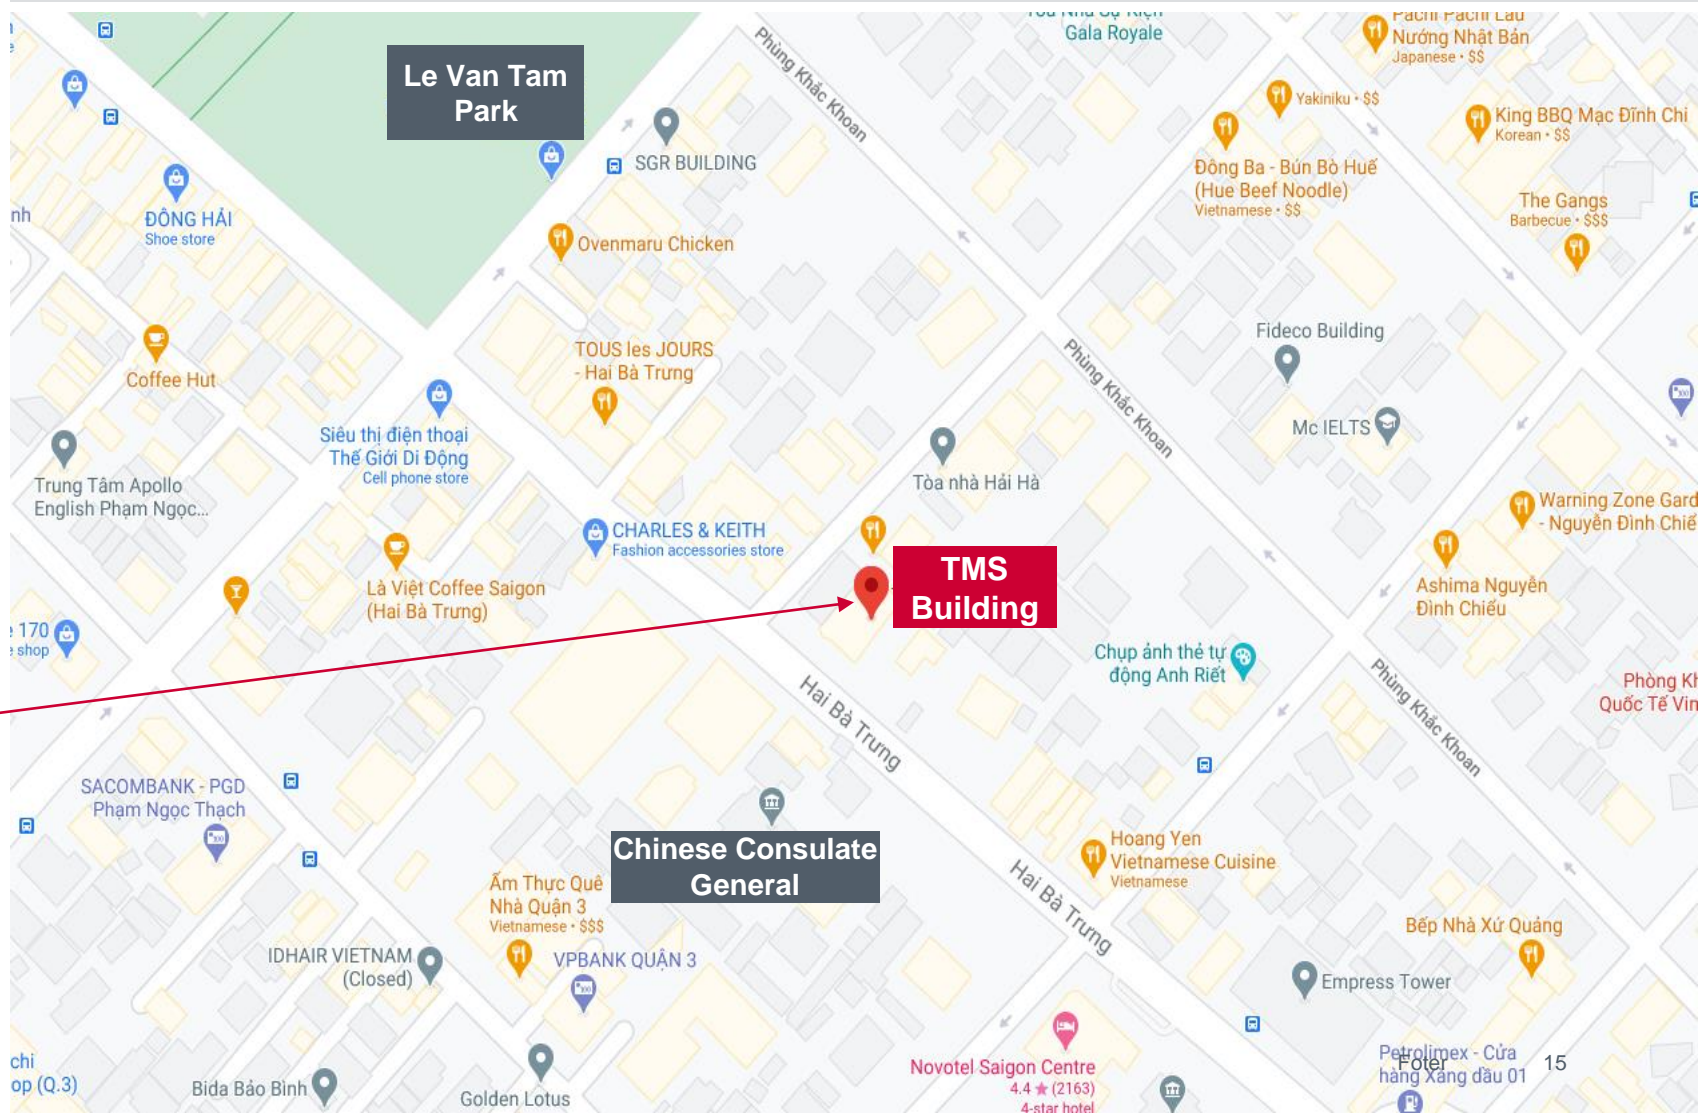 Tòa Nhà Sự Kiện
Gala Royale
Pachi Pachi Lẩu
Nướng Nhật Bản
Japanese • $$
Phùng Khắc Khoan
Le Van Tam
Park
Yakiniku • $$
King BBQ Mạc Đĩnh Chi
Korean • $$
SGR BUILDING
Đông Ba - Bún Bò Huế
(Hue Beef Noodle)
Vietnamese • $$
The Gangs
Barbecue • $$$
nh
ĐÔNG HẢI
Shoe store
Ovenmaru Chicken
Fideco Building
TOUS les JOURS
- Hai Bà Trưng
Coffee Hut
Phùng Khắc Khoan
Siêu thị điện thoại
Thế Giới Di Động
Cell phone store
Mc IELTS
Trung Tâm Apollo
English Phạm Ngọc...
Tòa nhà Hải Hà
Warning Zone Gard
- Nguyễn Đình Chiể
CHARLES & KEITH
Fashion accessories store
TMS
Building
Là Việt Coffee Saigon
(Hai Bà Trưng)
Ashima Nguyễn
Đình Chiểu
170
shop
Chụp ảnh thẻ tự
động Anh Riết
Phùng Khắc Khoan
Phòng Kh
Quốc Tế Vin
Hai Bà Trưng
SACOMBANK - PGD
Phạm Ngọc Thạch
Chinese Consulate
General
Hoang Yen
Vietnamese Cuisine
Vietnamese
Hai Bà Trưng
Ẩm Thực Quê
Nhà Quận 3
Vietnamese • $$$
Bếp Nhà Xứ Quảng
IDHAIR VIETNAM
(Closed)
VPBANK QUẬN 3
Empress Tower
chi
op (Q.3)
Bida Bảo Bình
Golden Lotus
Novotel Saigon Centre
4.4 ★ (2163)
4-star hotel
Petrolimex - Cửa
hàng Xăng dầu 01
Foter
15